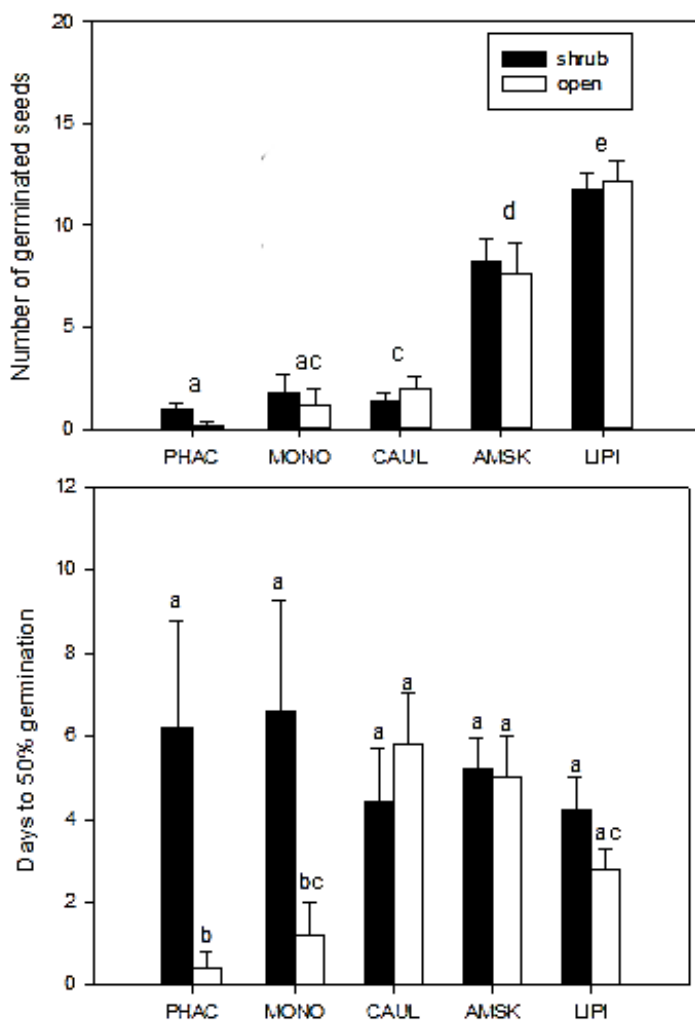 Number of germinated seeds
20
15
10
5
0
shrub
open
a
ac
c
d
e
PHAC MONO CAUL AMSK LIPI
Days to 50% germination
12
10
8
6
4
2
0
a
b
a
bc
a
a
a
a
a
ac
PHAC MONO CAUL AMSK LIPI